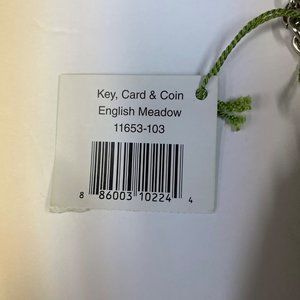 Key, Card & Coin
English Meadow
11653-103
8 86003 10224 4